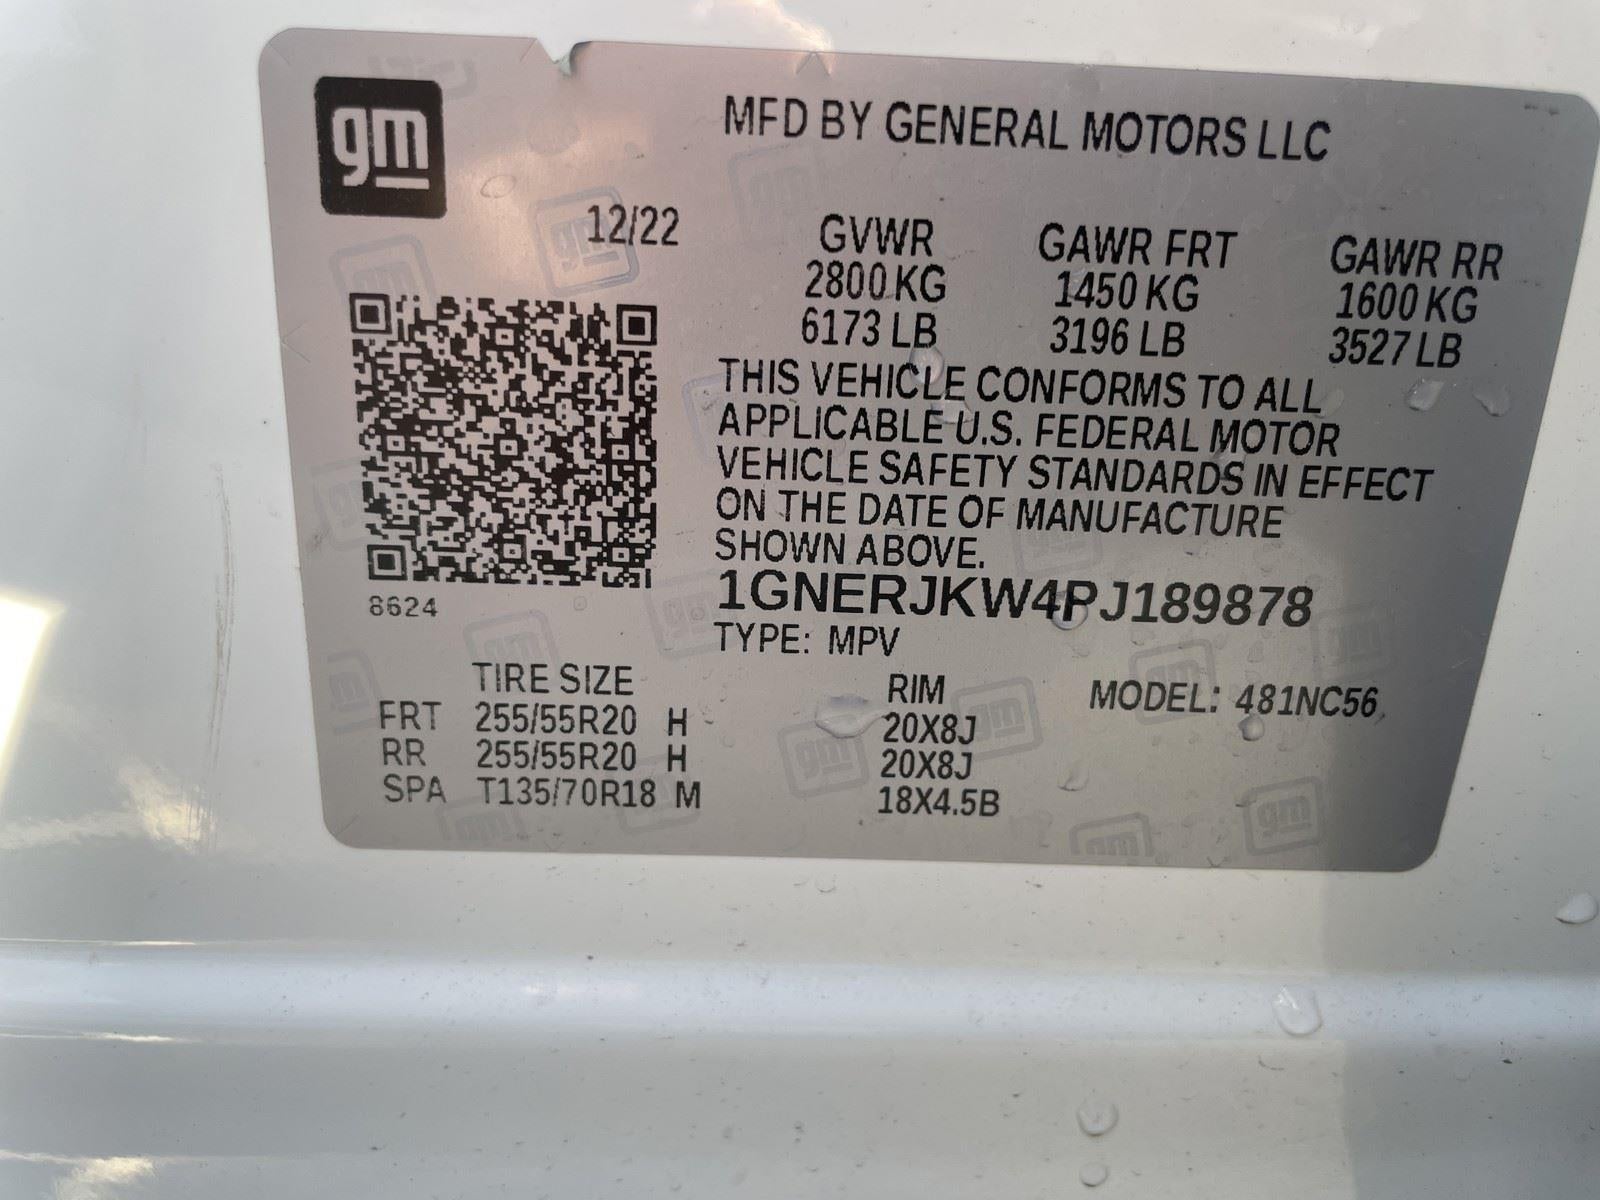 gm
MFD BY GENERAL MOTORS LLC
12/22
GVWR GAWR FRT GAWR RR
2800 KG 1450 KG 1600 KG
6173 LB 3196 LB 3527 LB
THIS VEHICLE CONFORMS TO ALL
APPLICABLE U.S. FEDERAL MOTOR
VEHICLE SAFETY STANDARDS IN EFFECT
ON THE DATE OF MANUFACTURE
SHOWN ABOVE.
1GNERJKW4PJ189878
8624
TYPE: MPV
TIRE SIZE RIM MODEL: 481NC56
FRT 255/55R20 H 20X8J
RR 255/55R20 H 20X8J
SPA T135/70R18 M 18X4.5B